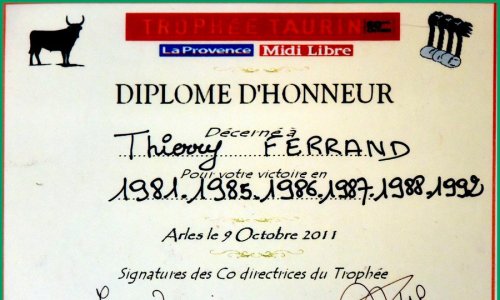 TROPHÉE TAURIN
La Provence Midi Libre
DIPLOME D'HONNEUR
Décerné à
Thierry FERRAND
Pour votre victoire en
1981.1985.1986.1987.1988.1992
Arles le 9 Octobre 2011
Signatures des Co directrices du Trophée